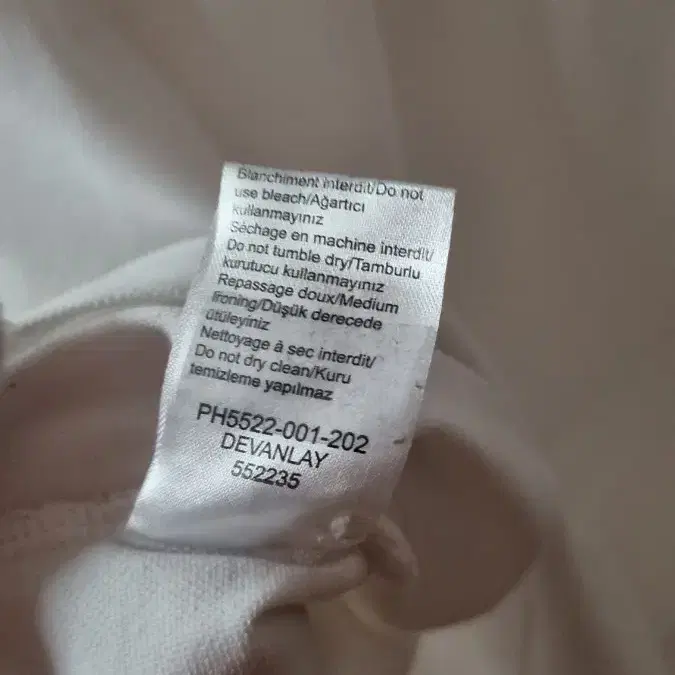 Blanchiment interdit/Do not
use bleach/Ağartıcı
kullanmayınız
Séchage en machine interdit/
Do not tumble dry/Tamburlu
kurutucu kullanmayınız
Repassage doux/Medium
ironing/Düşük derecede
ütüleyiniz
Nettoyage à sec interdit/
Do not dry clean/Kuru
temizleme yapılmaz
PH5522-001-202
DEVANLAY
552235